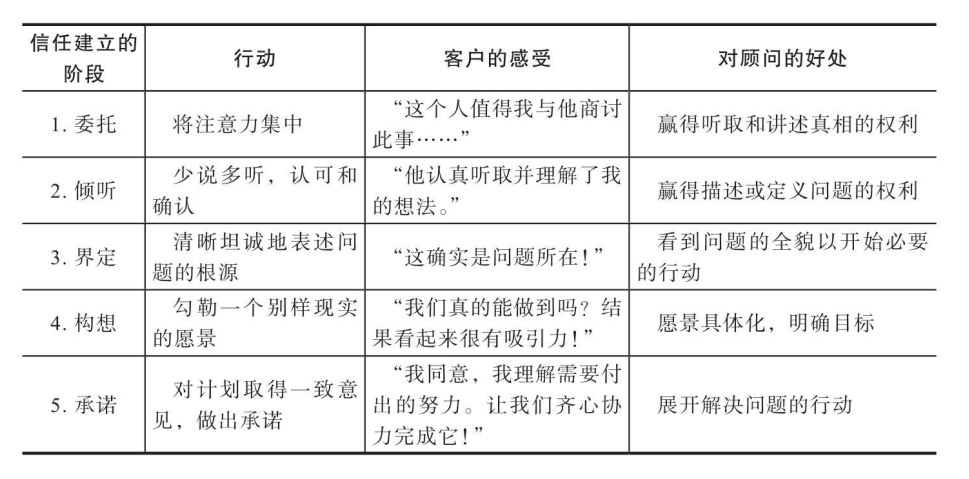 信任建立的阶段 行动 客户的感受 对顾问的好处
1. 委托 将注意力集中 “这个人值得我与他商讨此事……” 赢得听取和讲述真相的权利
2. 倾听 少说多听，认可和确认 “他认真听取并理解了我的想法。” 赢得描述或定义问题的权利
3. 界定 清晰坦诚地表述问题的根源 “这确实是问题所在！” 看到问题的全貌以开始必要的行动
4. 构想 勾勒一个别样现实的愿景 “我们真的能做到吗？结果看起来很有吸引力！” 愿景具体化，明确目标
5. 承诺 对计划取得一致意见，做出承诺 “我同意，我理解需要付出的努力。让我们齐心协力完成它！” 展开解决问题的行动